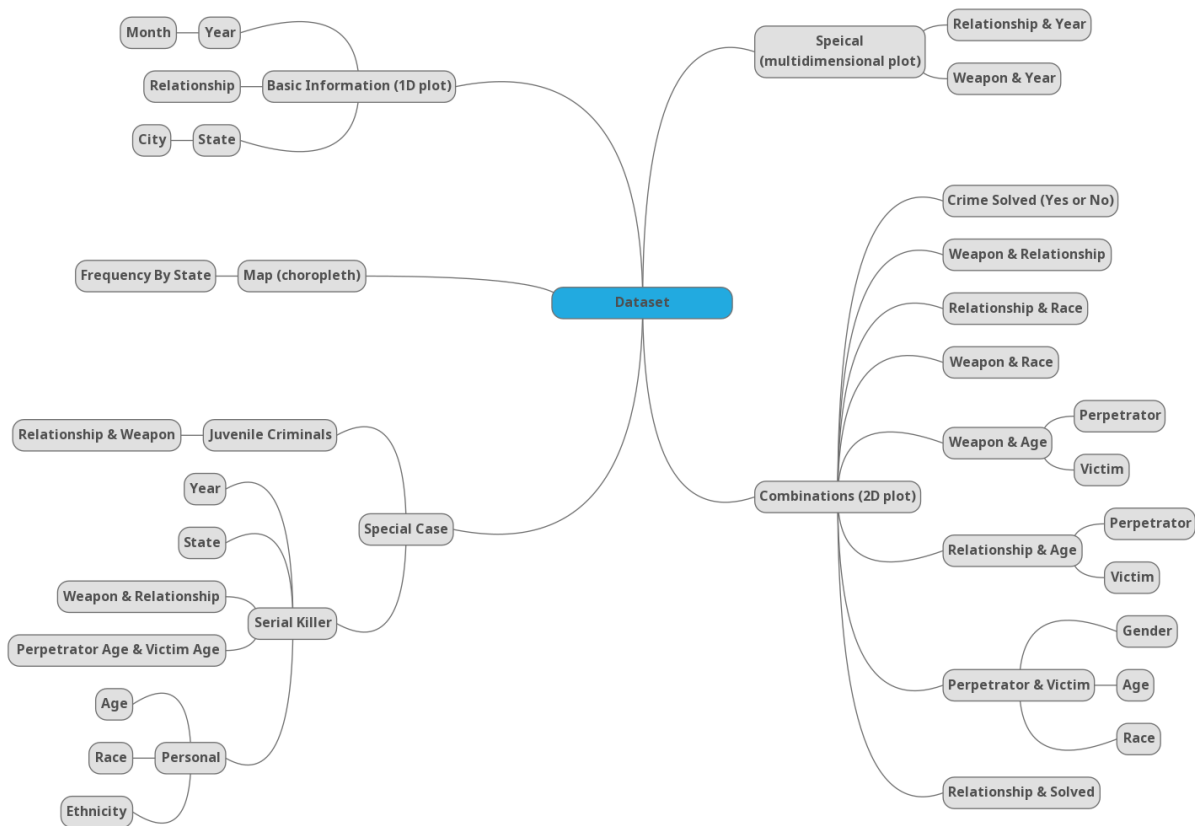 Month
Year
Relationship
Basic Information (1D plot)
City
State
Frequency By State
Map (choropleth)
Dataset
Relationship & Weapon
Juvenile Criminals
Year
State
Special Case
Weapon & Relationship
Serial Killer
Perpetrator Age & Victim Age
Age
Race
Personal
Ethnicity
Speical
(multidimensional plot)
Relationship & Year
Weapon & Year
Crime Solved (Yes or No)
Weapon & Relationship
Relationship & Race
Weapon & Race
Weapon & Age
Perpetrator
Victim
Combinations (2D plot)
Relationship & Age
Perpetrator
Victim
Perpetrator & Victim
Gender
Age
Race
Relationship & Solved